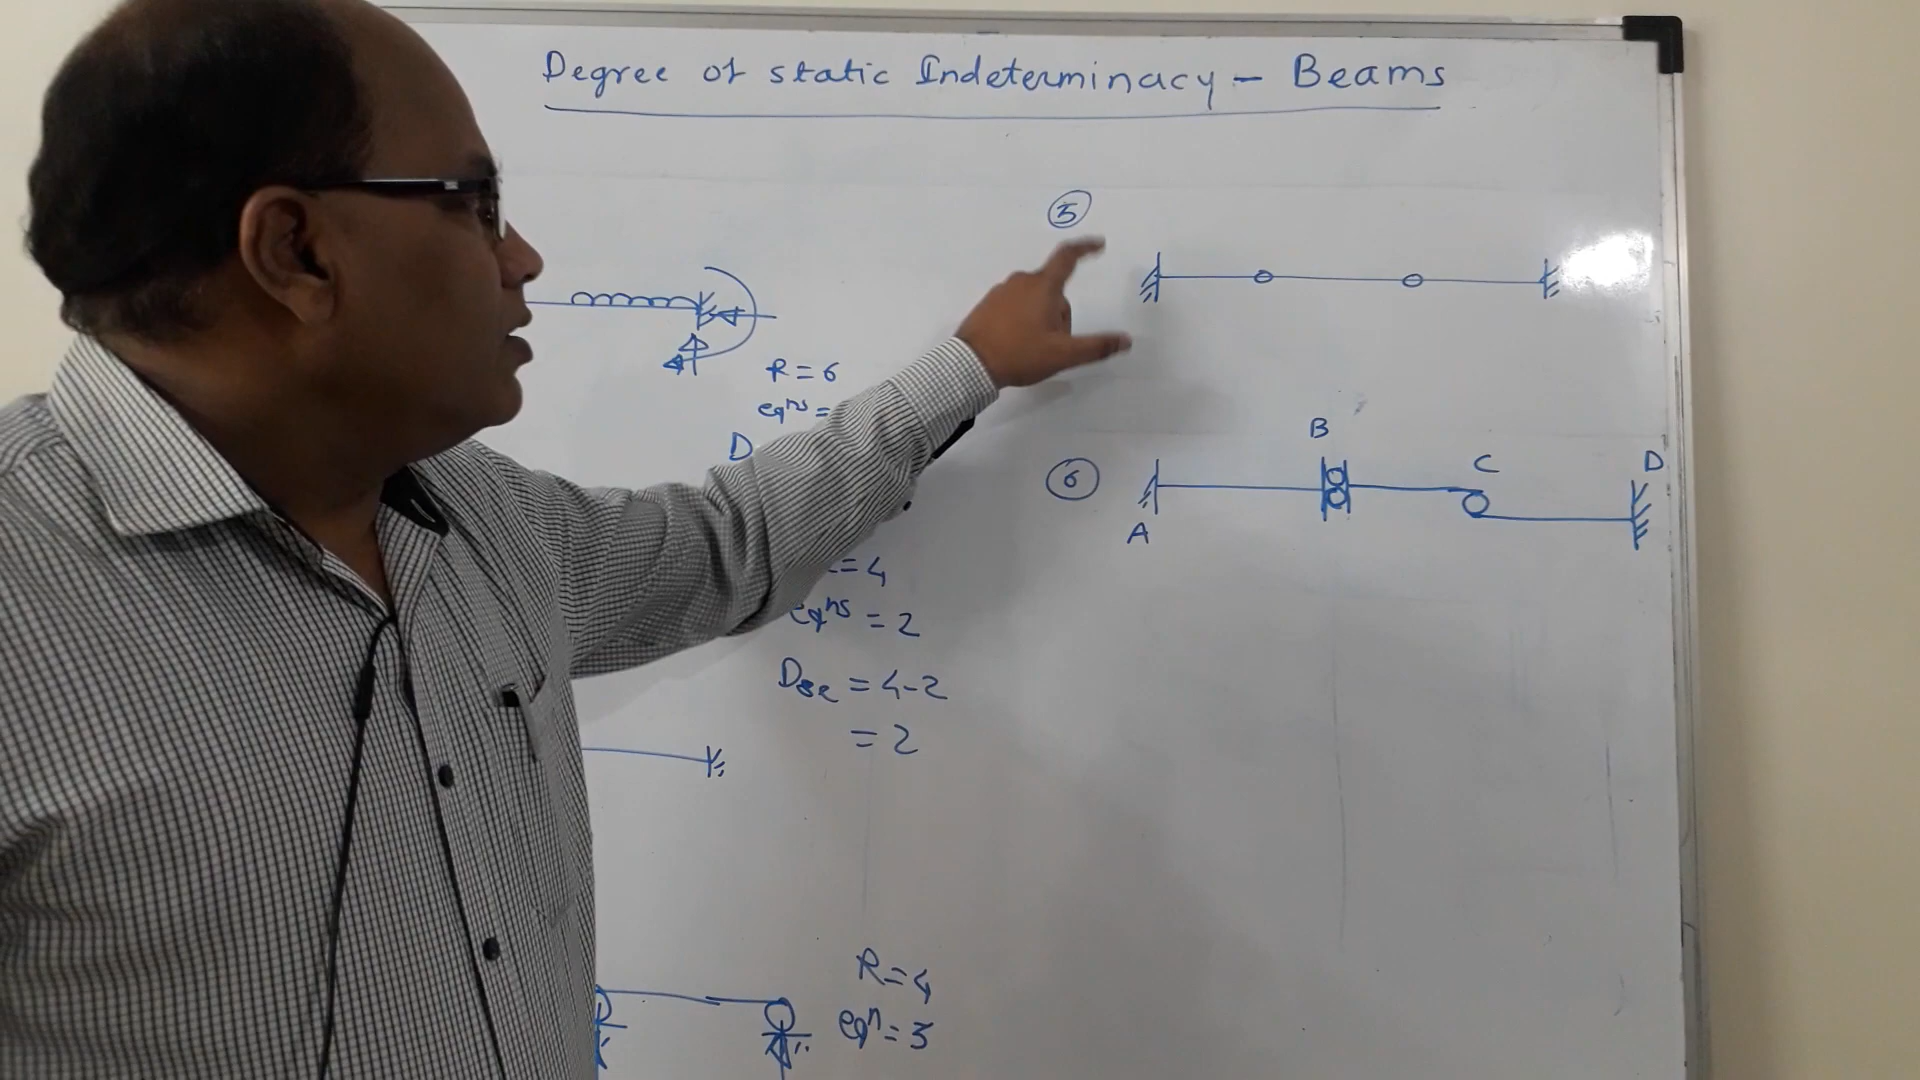 Degree of static Indeterminacy - Beams
R = 6
eqns =
D
= 4
eqns = 2
Dse = 4-2
= 2
R = 4
eqn = 3
5
6
B
C
D
A